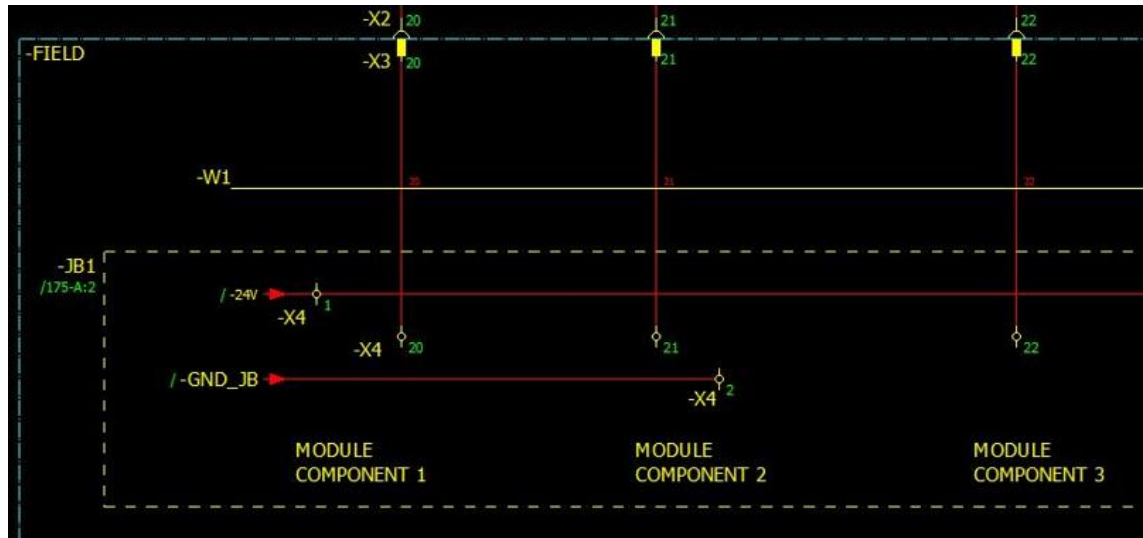 -X2 20 21 22
-FIELD
-X3 20 21 22
-W1 20 21 22
-JB1
/175-A:2
/ -24V 1
-X4
-X4 20 21 22
/ -GND_JB 2
-X4
MODULE COMPONENT 1
MODULE COMPONENT 2
MODULE COMPONENT 3